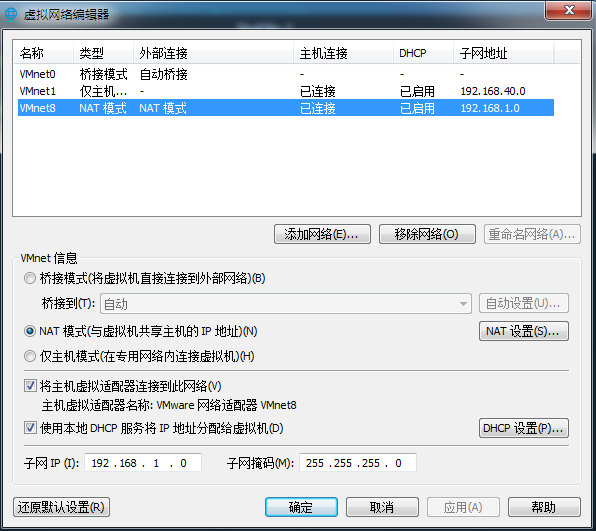 虚拟网络编辑器
名称 类型 外部连接 主机连接 DHCP 子网地址
VMnet0 桥接模式 自动桥接 - - -
VMnet1 仅主机... - 已连接 已启用 192.168.40.0
VMnet8 NAT 模式 NAT 模式 已连接 已启用 192.168.1.0
添加网络(E)... 移除网络(O) 重命名网络(A)...
VMnet 信息
桥接模式(将虚拟机直接连接到外部网络)(B)
桥接到(T): 自动 自动设置(U)...
NAT 模式(与虚拟机共享主机的 IP 地址)(N) NAT 设置(S)...
仅主机模式(在专用网络内连接虚拟机)(H)
将主机虚拟适配器连接到此网络(V)
主机虚拟适配器名称: VMware 网络适配器 VMnet8
使用本地 DHCP 服务将 IP 地址分配给虚拟机(D) DHCP 设置(P)...
子网 IP (I): 192 .168 . 1 . 0 子网掩码(M): 255 .255 .255 . 0
还原默认设置(R) 确定 取消 应用(A) 帮助